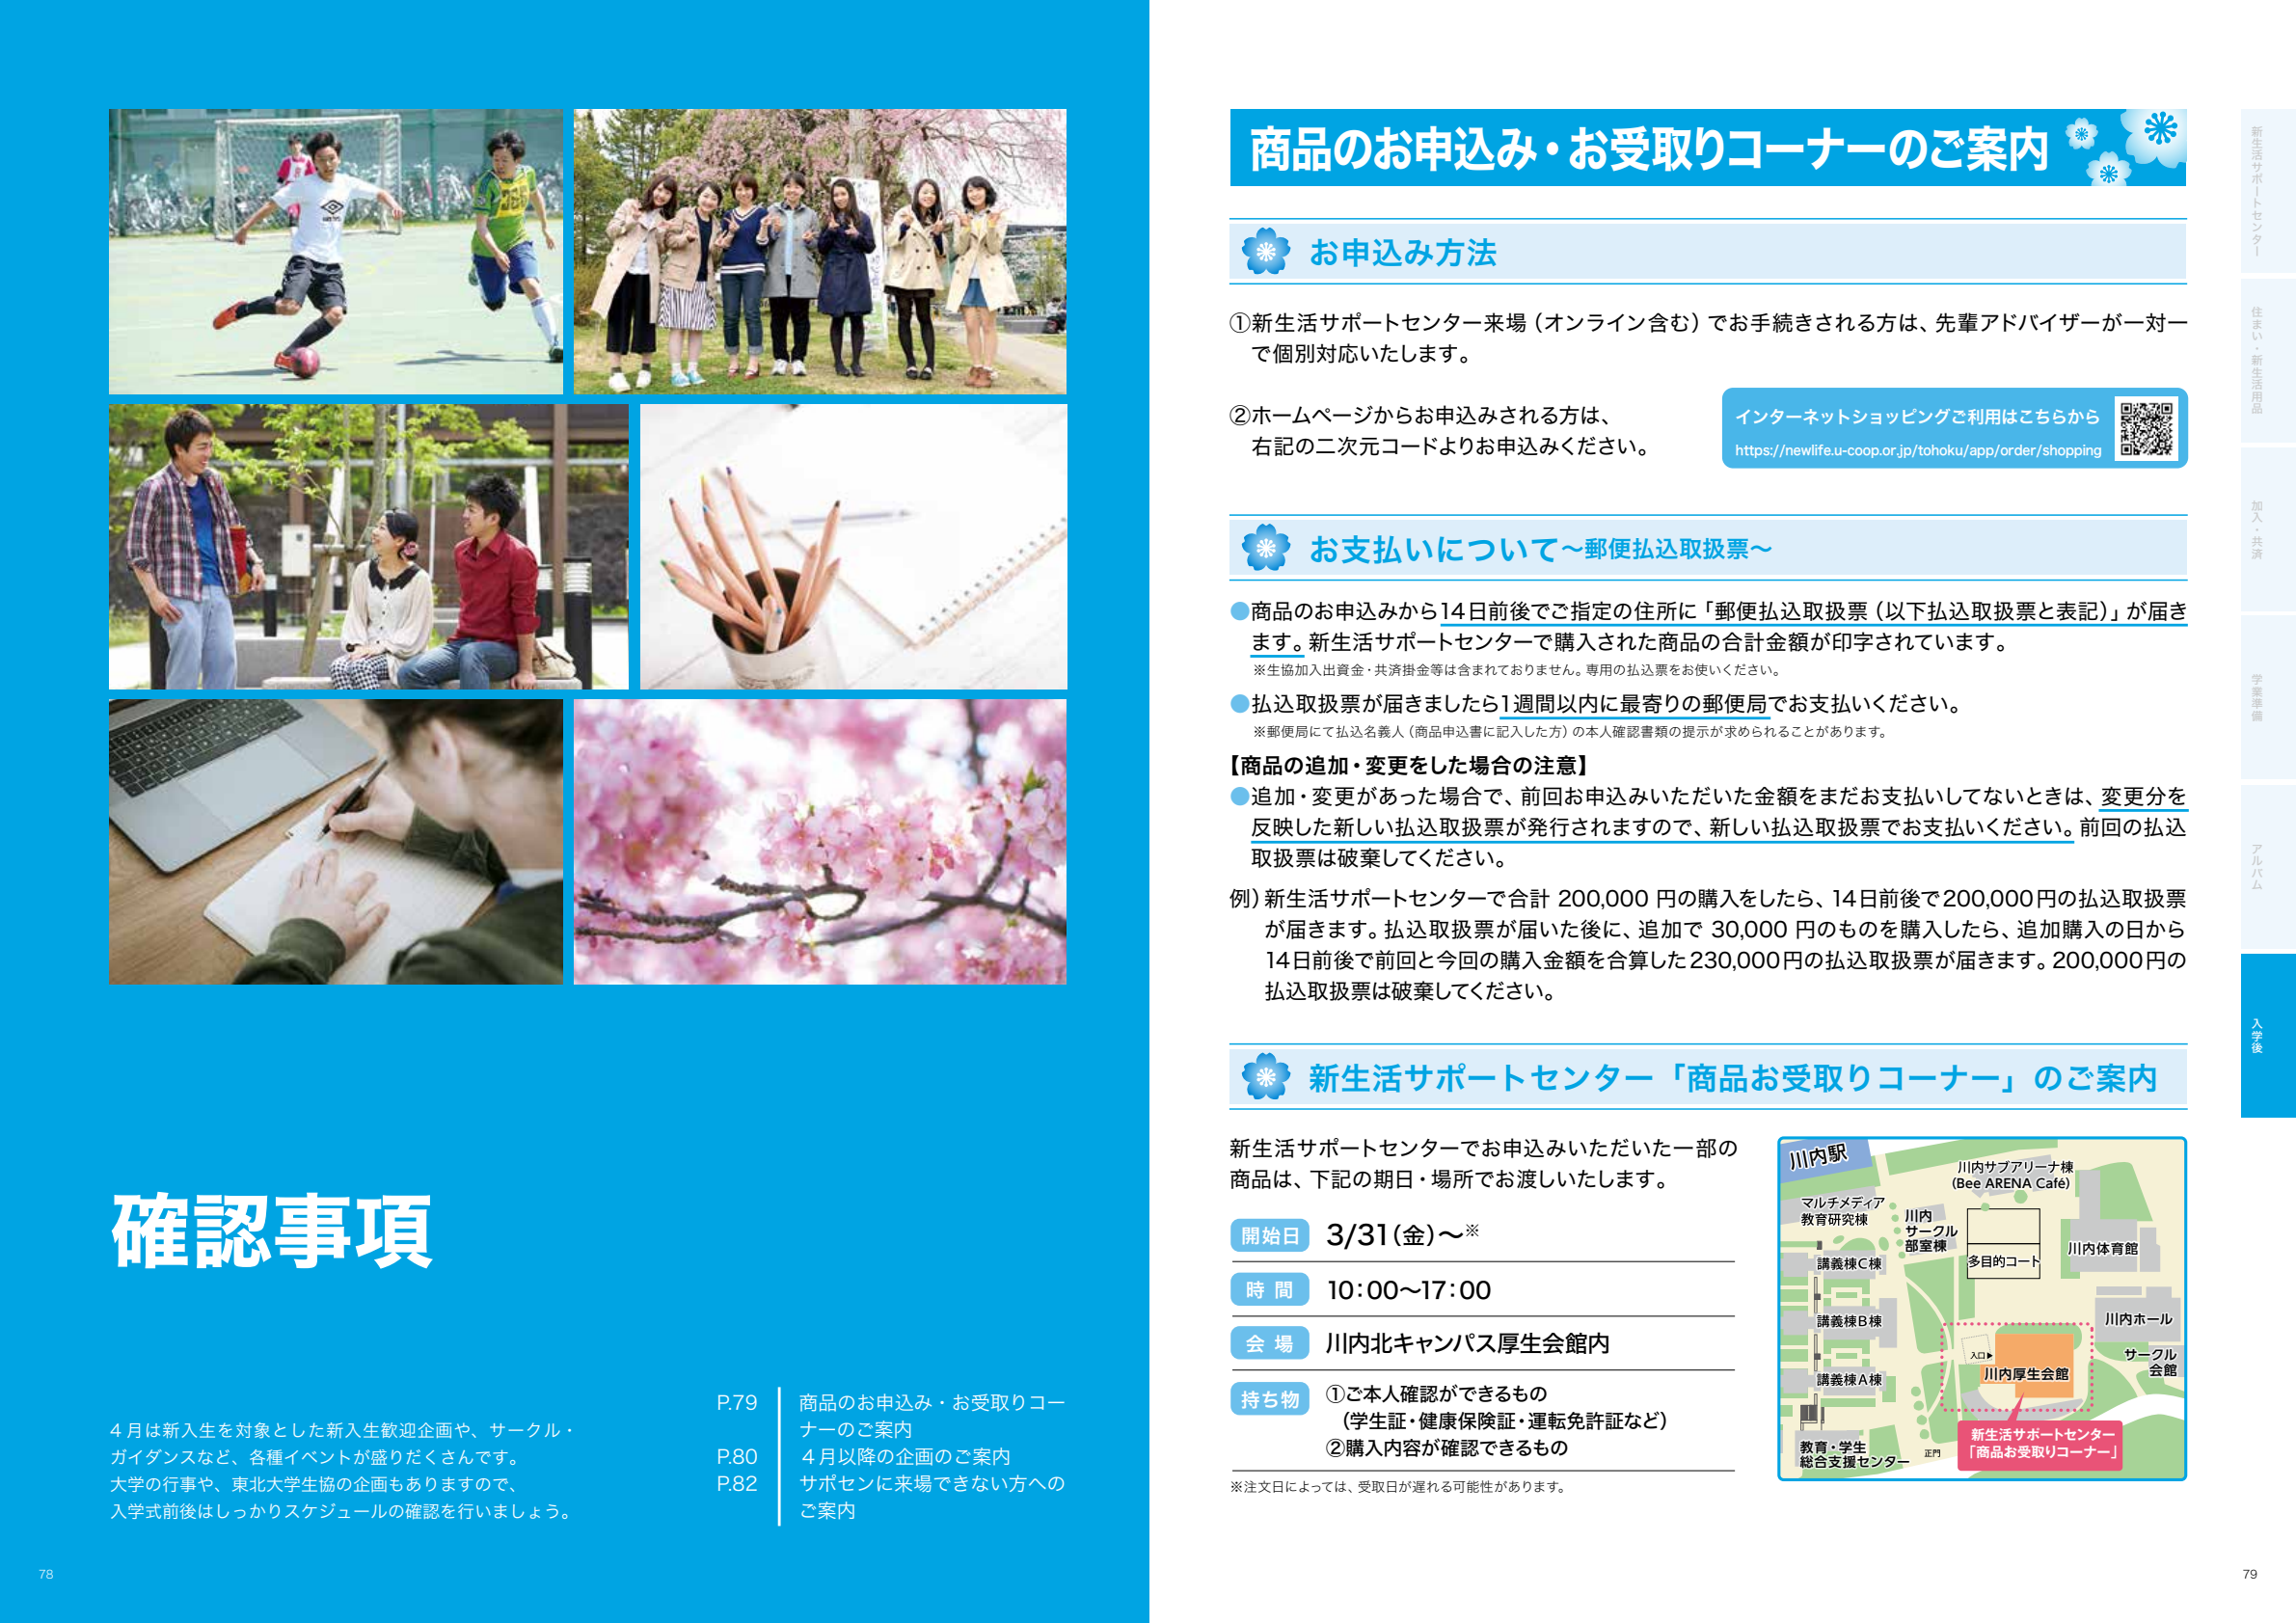 確認事項
4月は新入生を対象とした新入生歓迎企画や、サークル・
ガイダンスなど、各種イベントが盛りだくさんです。
大学の行事や、東北大学生協の企画もありますので、
入学式前後はしっかりスケジュールの確認を行いましょう。
P.79 商品のお申込み・お受取りコー
ナーのご案内
P.80 4月以降の企画のご案内
P.82 サポセンに来場できない方への
ご案内
78
商品のお申込み・お受取りコーナーのご案内
お申込み方法
①新生活サポートセンター来場（オンライン含む）でお手続きされる方は、先輩アドバイザーが一対一
で個別対応いたします。
②ホームページからお申込みされる方は、
右記の二次元コードよりお申込みください。
インターネットショッピングご利用はこちらから
https://newlife.u-coop.or.jp/tohoku/app/order/shopping
お支払いについて～郵便払込取扱票～
●商品のお申込みから14日前後でご指定の住所に「郵便払込取扱票（以下払込取扱票と表記）」が届き
ます。新生活サポートセンターで購入された商品の合計金額が印字されています。
※生協加入出資金・共済掛金等は含まれておりません。専用の払込票をお使いください。
●払込取扱票が届きましたら1週間以内に最寄りの郵便局でお支払いください。
※郵便局にて払込名義人（商品申込書に記入した方）の本人確認書類の提示が求められることがあります。
【商品の追加・変更をした場合の注意】
●追加・変更があった場合で、前回お申込みいただいた金額をまだお支払いしてないときは、変更分を
反映した新しい払込取扱票が発行されますので、新しい払込取扱票でお支払いください。前回の払込
取扱票は破棄してください。
例）新生活サポートセンターで合計 200,000 円の購入をしたら、14日前後で200,000円の払込取扱票
が届きます。払込取扱票が届いた後に、追加で 30,000 円のものを購入したら、追加購入の日から
14日前後で前回と今回の購入金額を合算した230,000円の払込取扱票が届きます。200,000円の
払込取扱票は破棄してください。
新生活サポートセンター「商品お受取りコーナー」のご案内
新生活サポートセンターでお申込みいただいた一部の
商品は、下記の期日・場所でお渡しいたします。
開始日 3/31（金）～※
時 間 10：00～17：00
会 場 川内北キャンパス厚生会館内
持ち物 ①ご本人確認ができるもの
（学生証・健康保険証・運転免許証など）
②購入内容が確認できるもの
※注文日によっては、受取日が遅れる可能性があります。
川内駅
川内サブアリーナ棟
(Bee ARENA Café)
マルチメディア
教育研究棟
川内
サークル
部室棟
多目的コート
川内体育館
講義棟C棟
講義棟B棟
川内ホール
入口▶
川内厚生会館
サークル
会館
講義棟A棟
新生活サポートセンター
「商品お受取りコーナー」
教育・学生
総合支援センター
正門
新生活サポートセンター
住まい・新生活用品
加入・共済
学業準備
アルバム
入学後
79